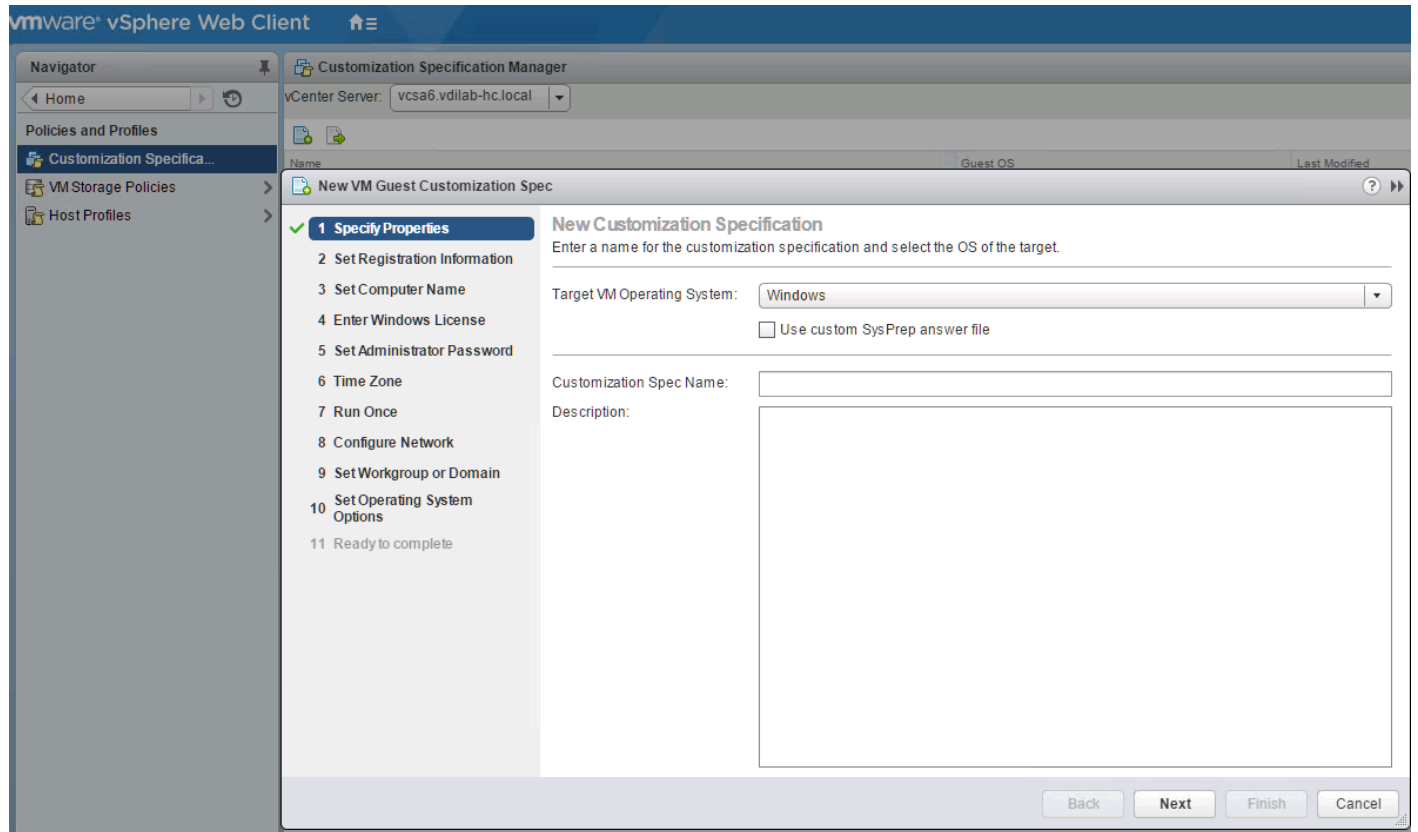 vmware® vSphere Web Client
Navigator
Home
Policies and Profiles
Customization Specifica...
VM Storage Policies
Host Profiles
Customization Specification Manager
vCenter Server: vcsa6.vdilab-hc.local
Name Guest OS Last Modified
New VM Guest Customization Spec
?
1 Specify Properties
2 Set Registration Information
3 Set Computer Name
4 Enter Windows License
5 Set Administrator Password
6 Time Zone
7 Run Once
8 Configure Network
9 Set Workgroup or Domain
10 Set Operating System
Options
11 Ready to complete
New Customization Specification
Enter a name for the customization specification and select the OS of the target.
Target VM Operating System: Windows
Use custom SysPrep answer file
Customization Spec Name:
Description:
Back Next Finish Cancel